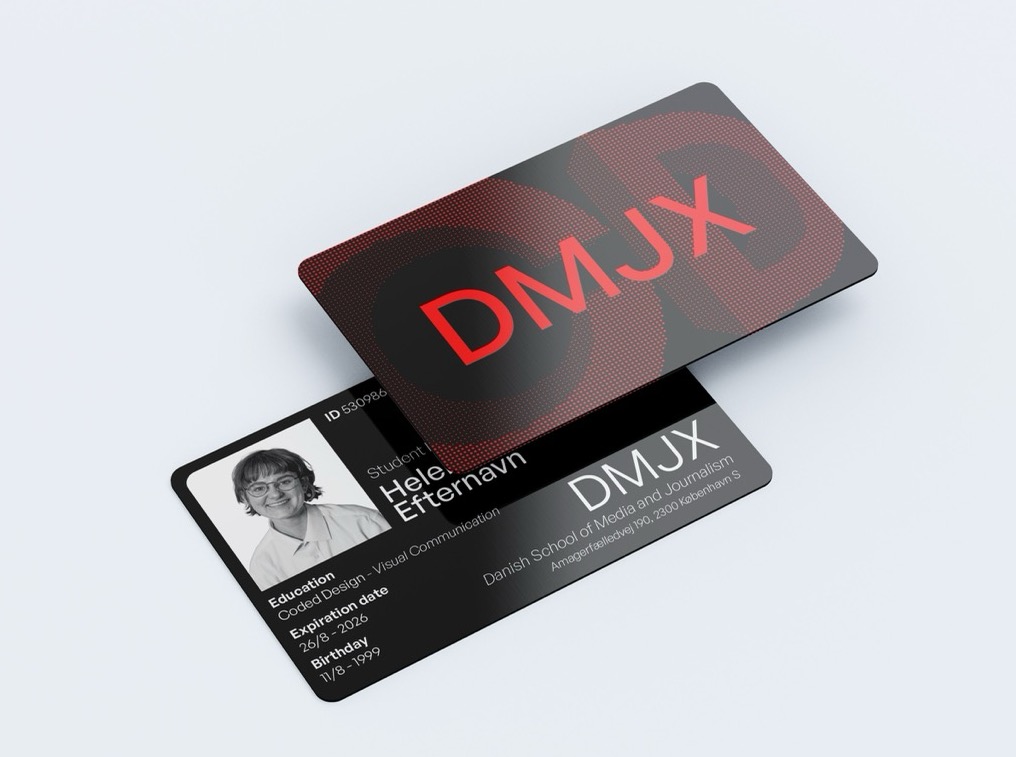 DMJX
ID 530986
Student
Hele
Efternavn
Education
Coded Design - Visual Communication
Expiration date
26/8 - 2026
Birthday
11/8 - 1999
DMJX
Danish School of Media and Journalism
Amagerfælledvej 190, 2300 København S